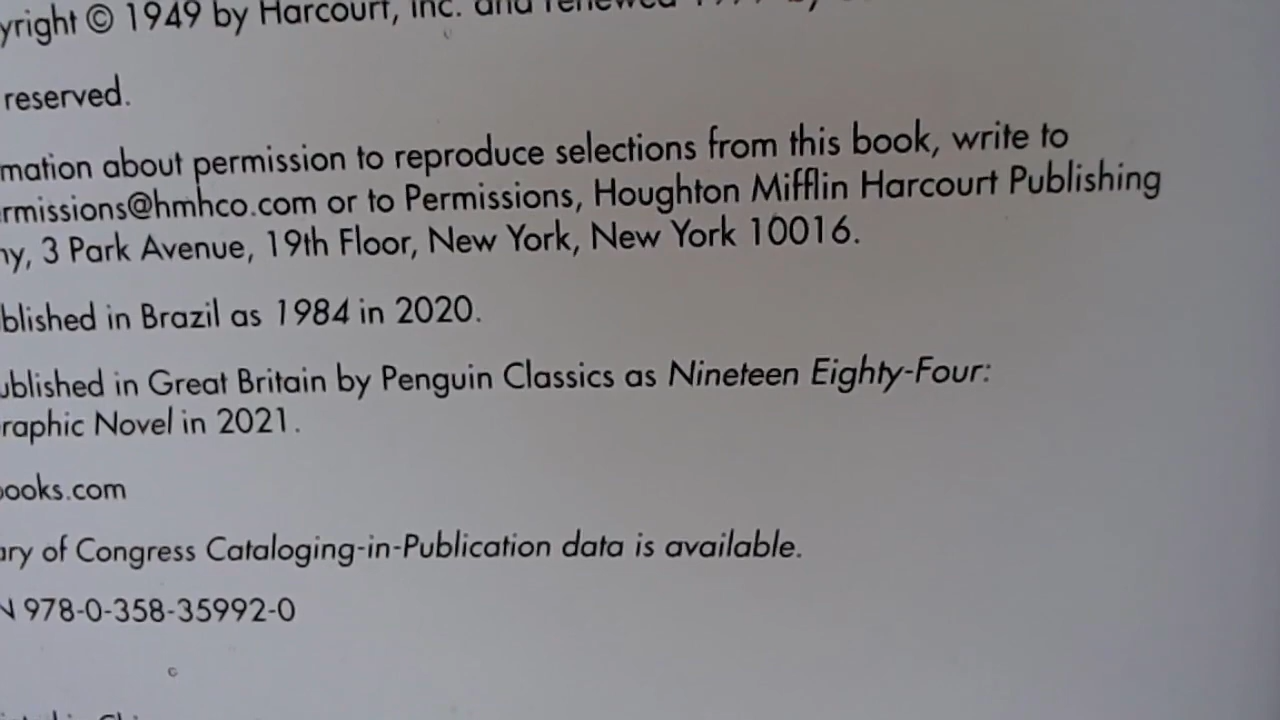 yright © 1949 by Harcourt, Inc. and renewed
reserved.
mation about permission to reproduce selections from this book, write to
rmissions@hmhco.com or to Permissions, Houghton Mifflin Harcourt Publishing
ny, 3 Park Avenue, 19th Floor, New York, New York 10016.
blished in Brazil as 1984 in 2020.
ublished in Great Britain by Penguin Classics as Nineteen Eighty-Four:
raphic Novel in 2021.
ooks.com
ary of Congress Cataloging-in-Publication data is available.
N 978-0-358-35992-0